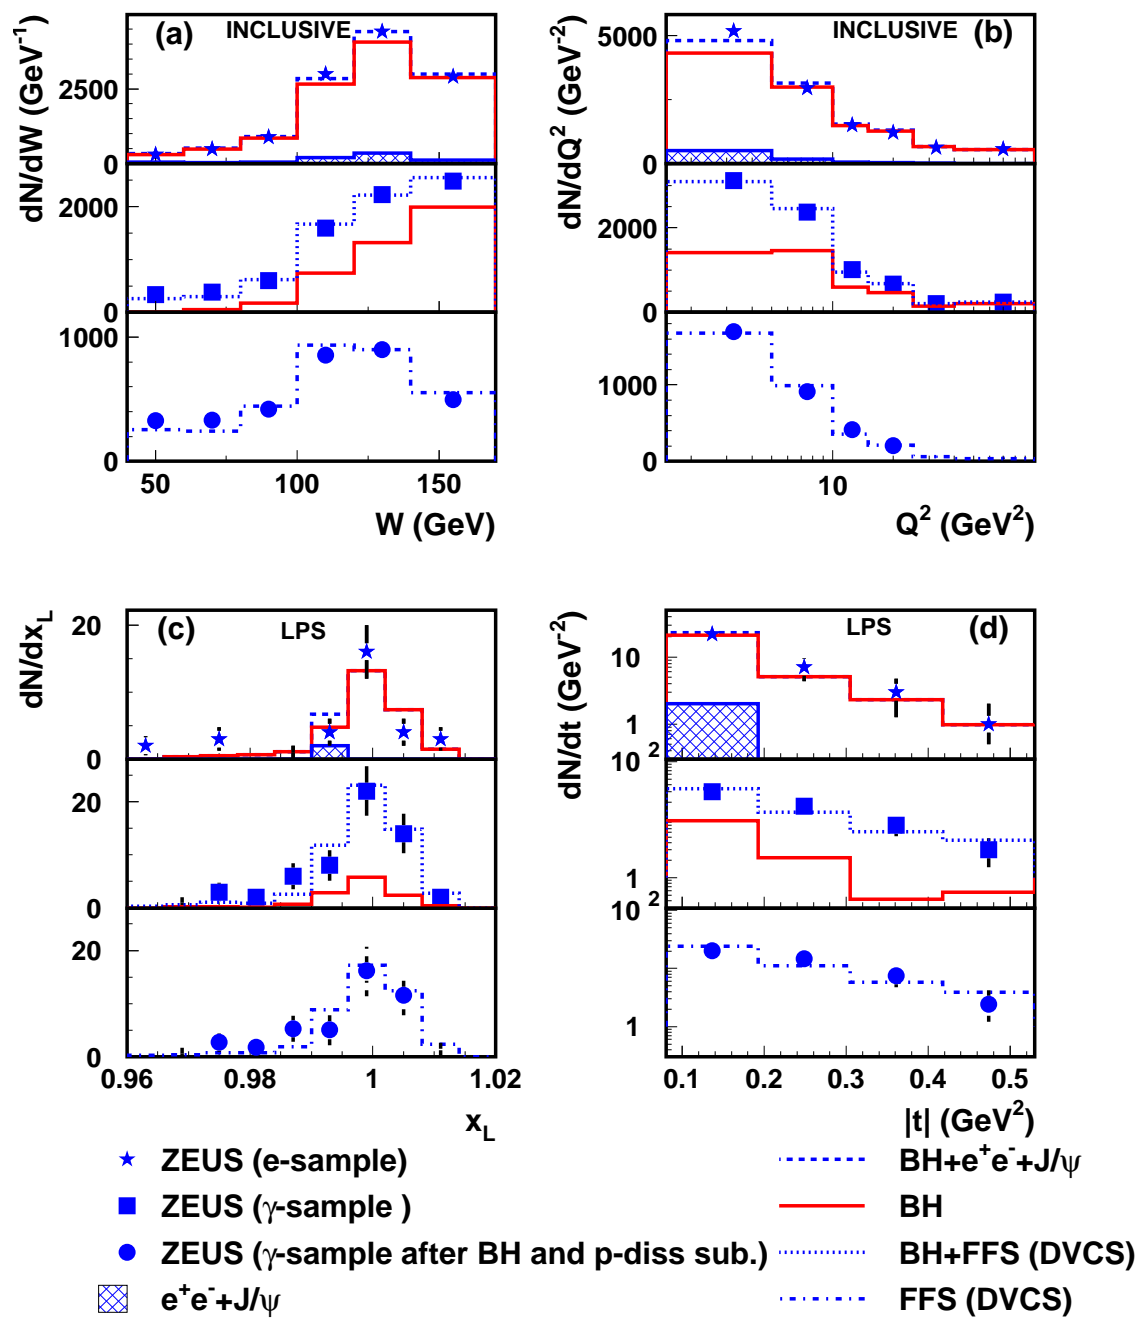 (a) INCLUSIVE
dN/dW (GeV⁻¹)
2500
0
2000
0
1000
0
50 100 150
W (GeV)
INCLUSIVE (b)
dN/dQ² (GeV⁻²)
5000
0
2000
0
1000
0
10
Q² (GeV²)
(c) LPS
dN/dx_L
20
0
20
0
20
0
0.96 0.98 1 1.02
x_L
LPS (d)
dN/dt (GeV⁻²)
10
1
10²
1
10²
1
0.1 0.2 0.3 0.4 0.5
|t| (GeV²)
ZEUS (e-sample)
ZEUS (γ-sample )
ZEUS (γ-sample after BH and p-diss sub.)
e⁺e⁻+J/ψ
BH+e⁺e⁻+J/ψ
BH
BH+FFS (DVCS)
FFS (DVCS)